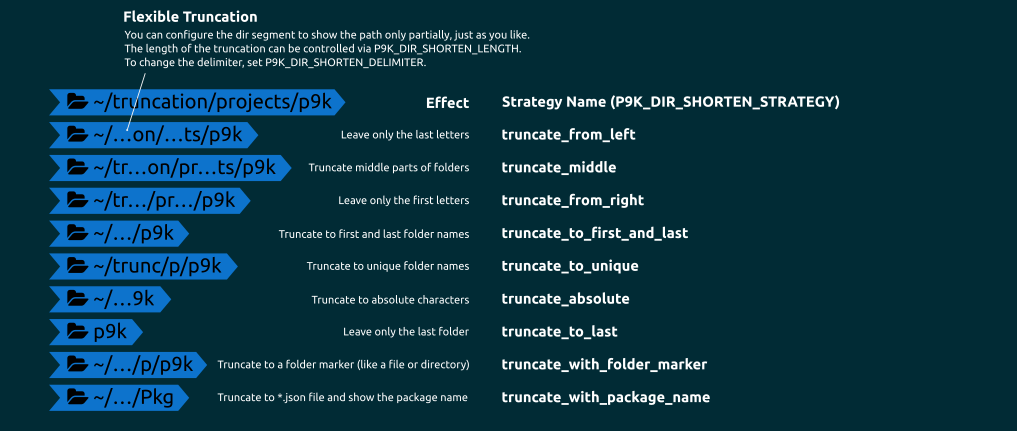 Flexible Truncation
You can configure the dir segment to show the path only partially, just as you like.
The length of the truncation can be controlled via P9K_DIR_SHORTEN_LENGTH.
To change the delimiter, set P9K_DIR_SHORTEN_DELIMITER.
~/truncation/projects/p9k Effect Strategy Name (P9K_DIR_SHORTEN_STRATEGY)
~/…on/…ts/p9k Leave only the last letters truncate_from_left
~/tr…on/pr…ts/p9k Truncate middle parts of folders truncate_middle
~/tr…/pr…/p9k Leave only the first letters truncate_from_right
~/…/p9k Truncate to first and last folder names truncate_to_first_and_last
~/trunc/p/p9k Truncate to unique folder names truncate_to_unique
~/…9k Truncate to absolute characters truncate_absolute
p9k Leave only the last folder truncate_to_last
~/…/p/p9k Truncate to a folder marker (like a file or directory) truncate_with_folder_marker
~/…/Pkg Truncate to *.json file and show the package name truncate_with_package_name